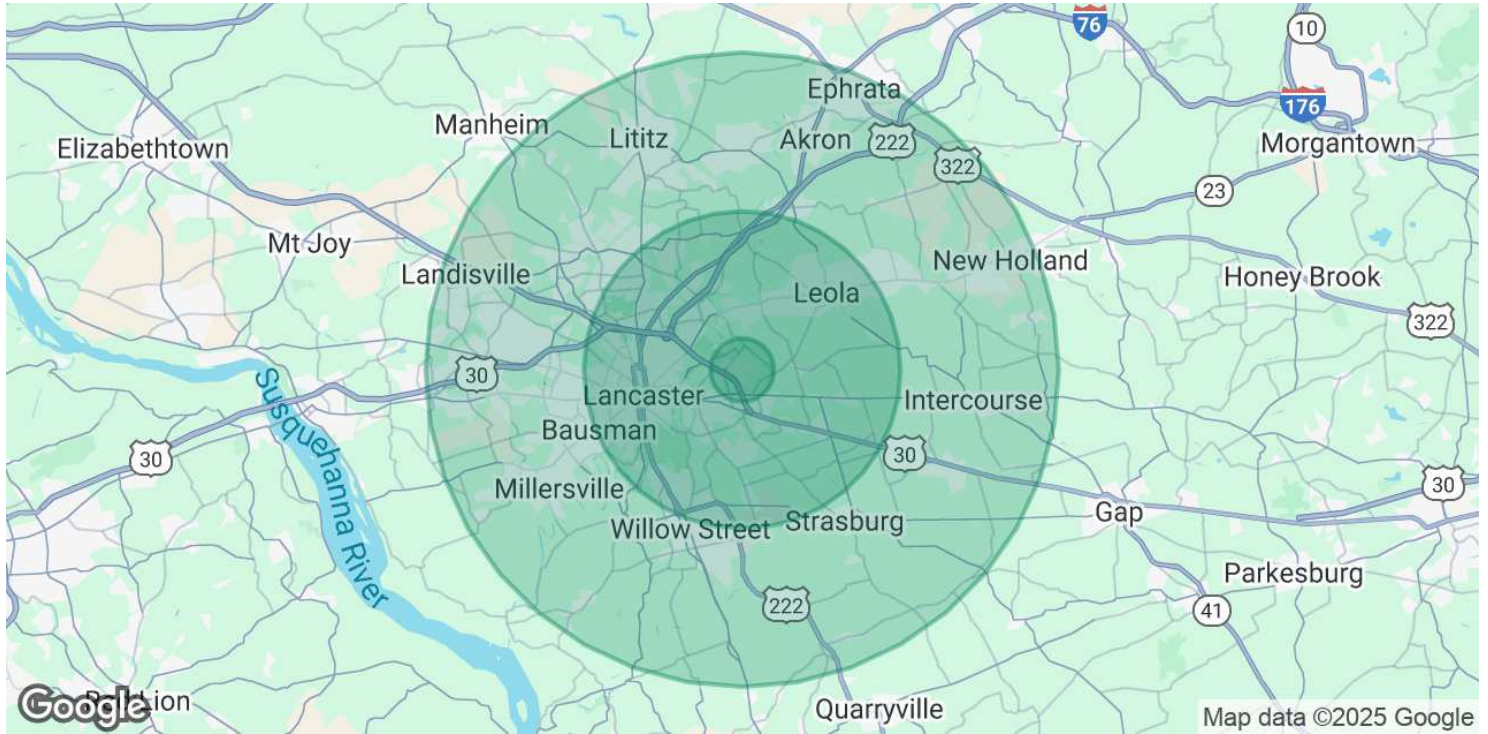 76
10
Ephrata
176
Manheim
Lititz
Akron
222
Elizabethtown
Morgantown
322
23
Mt Joy
Landisville
New Holland
Honey Brook
Leola
322
30
Lancaster
Intercourse
Bausman
30
30
Susquehanna River
Millersville
30
Gap
Willow Street
Strasburg
Parkesburg
222
41
Google
Lion
Quarryville
Map data ©2025 Google